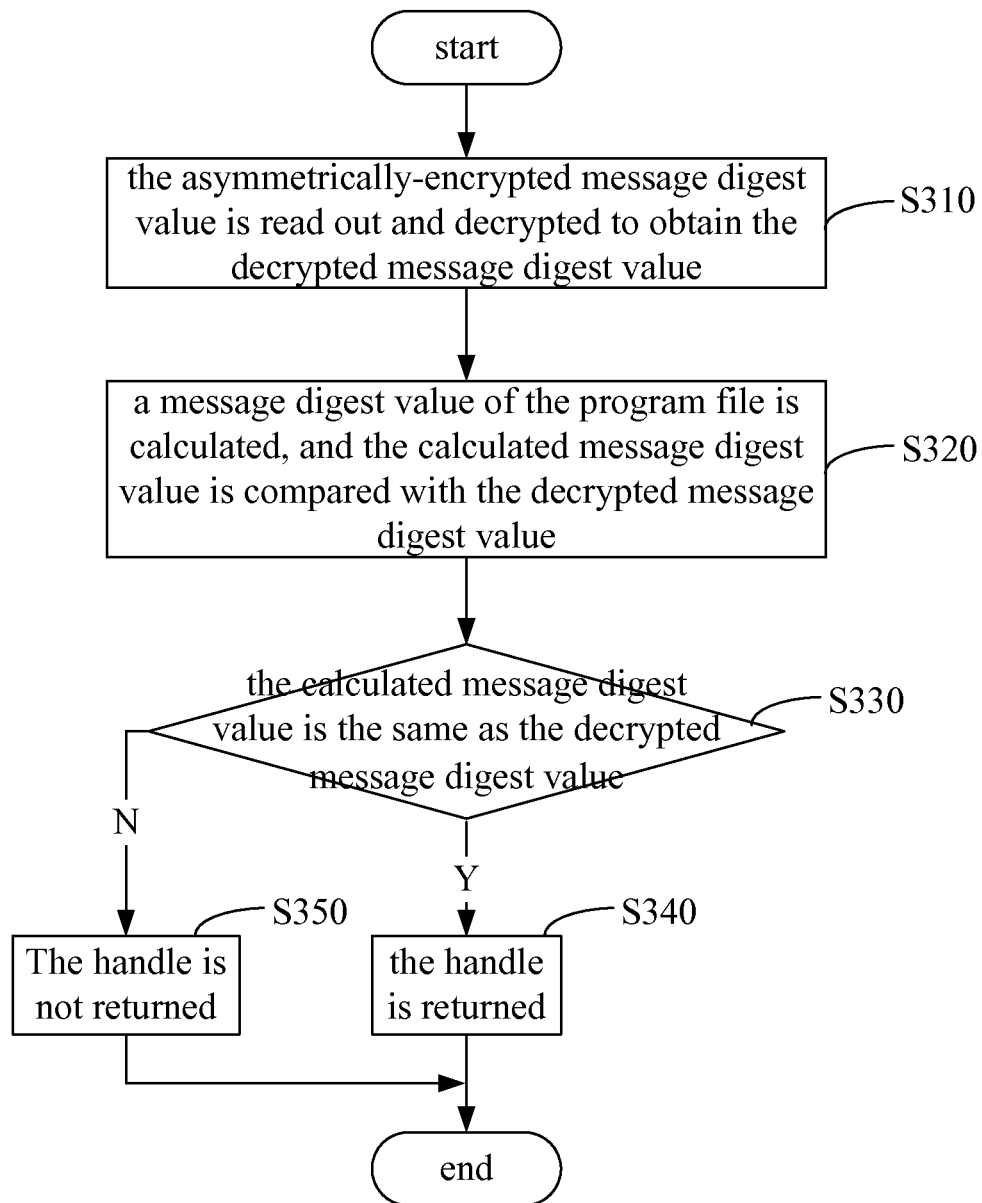 start
the asymmetrically-encrypted message digest
value is read out and decrypted to obtain the
decrypted message digest value
S310
a message digest value of the program file is
calculated, and the calculated message digest
value is compared with the decrypted message
digest value
S320
the calculated message digest
value is the same as the decrypted
message digest value
S330
N
Y
S350
S340
The handle is
not returned
the handle
is returned
end